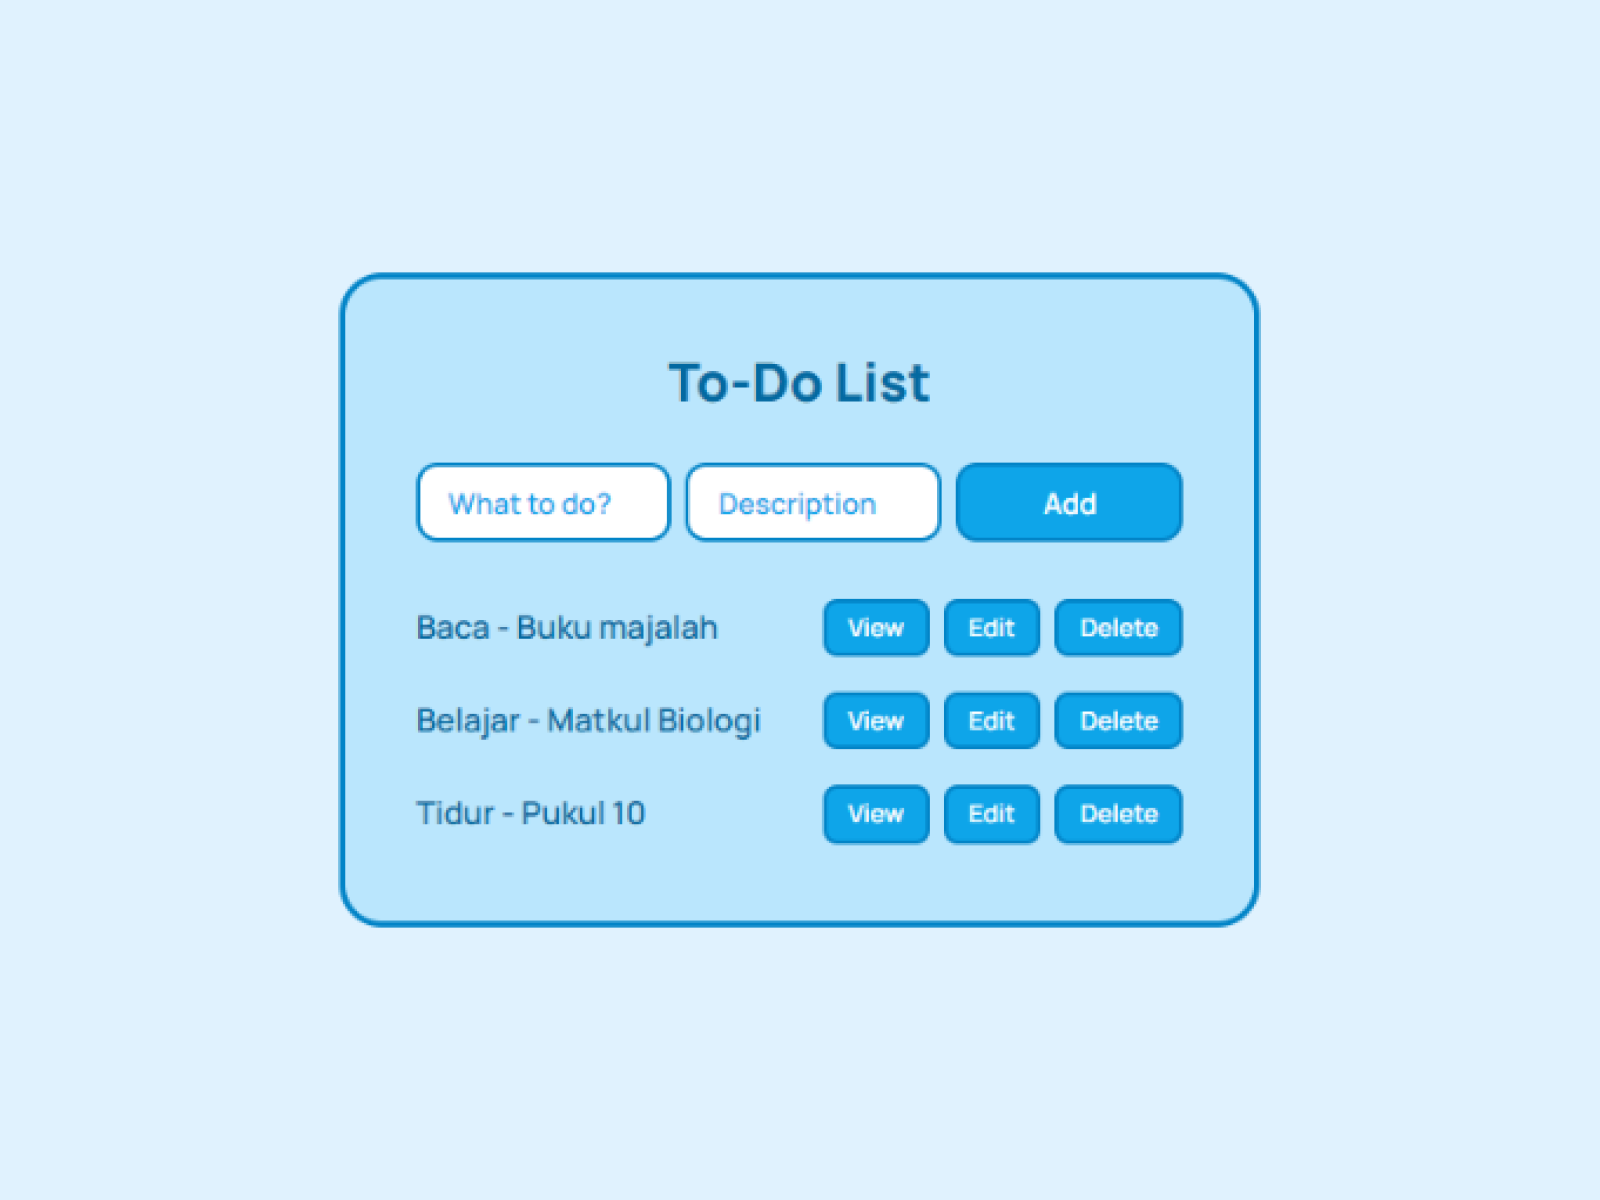 To-Do List
What to do? Description Add
Baca - Buku majalah View Edit Delete
Belajar - Matkul Biologi View Edit Delete
Tidur - Pukul 10 View Edit Delete